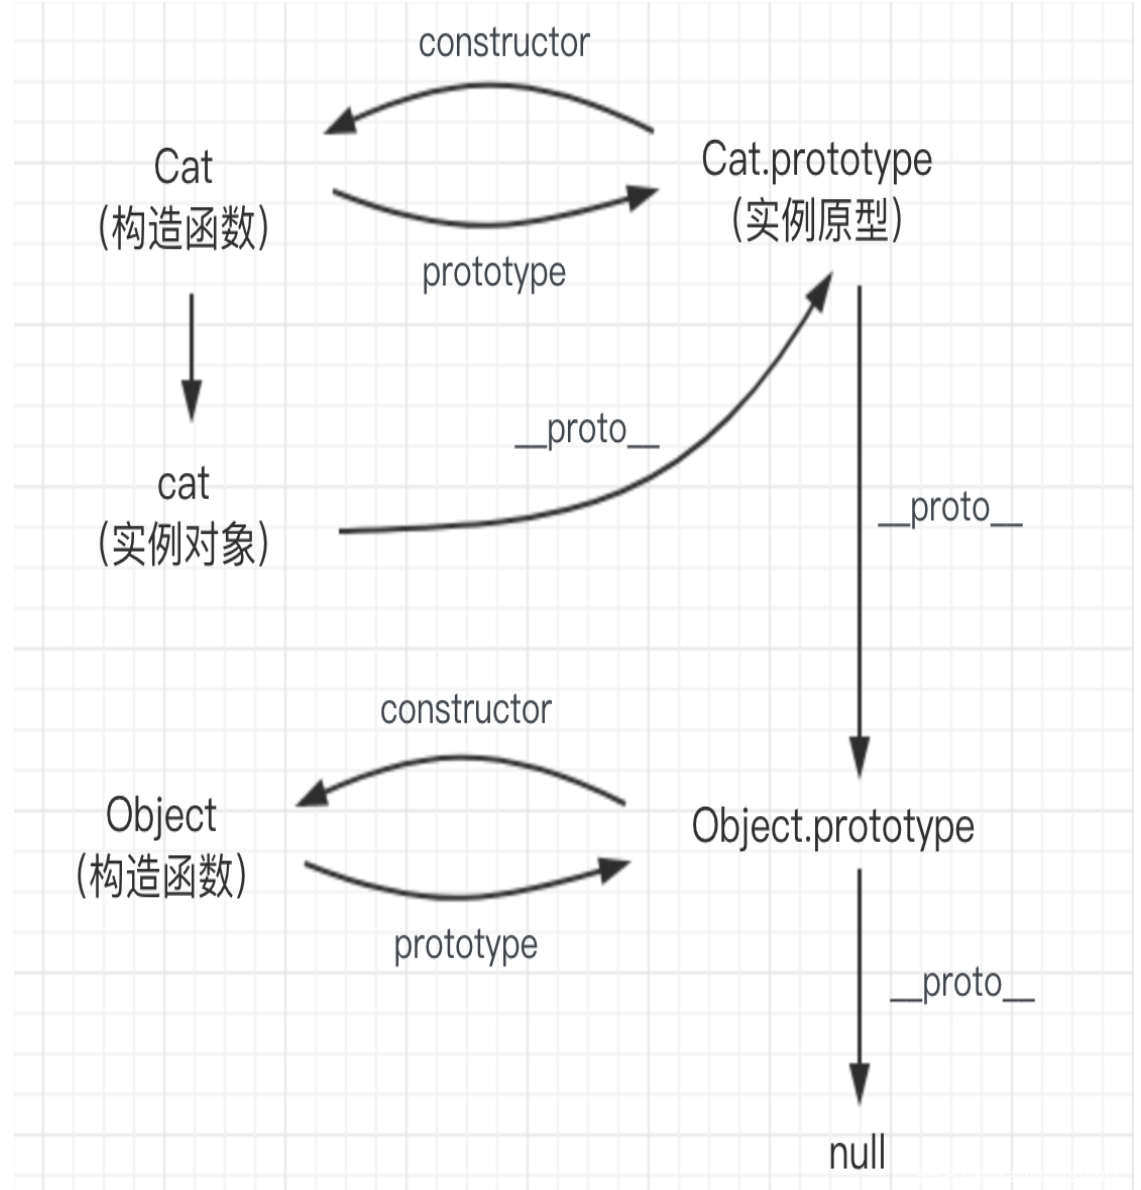 constructor
Cat
(构造函数)
Cat.prototype
(实例原型)
prototype
__proto__
cat
(实例对象)
__proto__
constructor
Object
(构造函数)
Object.prototype
prototype
__proto__
null